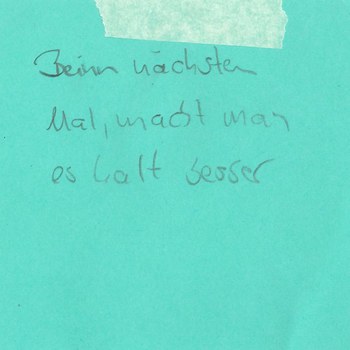 Beim nächsten
Mal, macht man
es halt besser